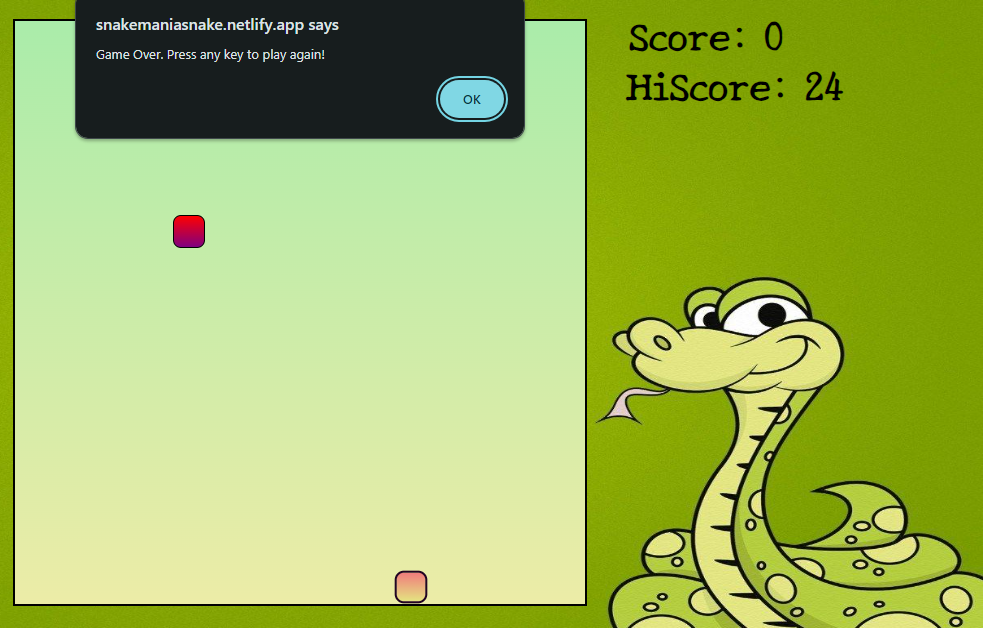 snakemaniasnake.netlify.app says
Game Over. Press any key to play again!
OK
Score: 0
HiScore: 24